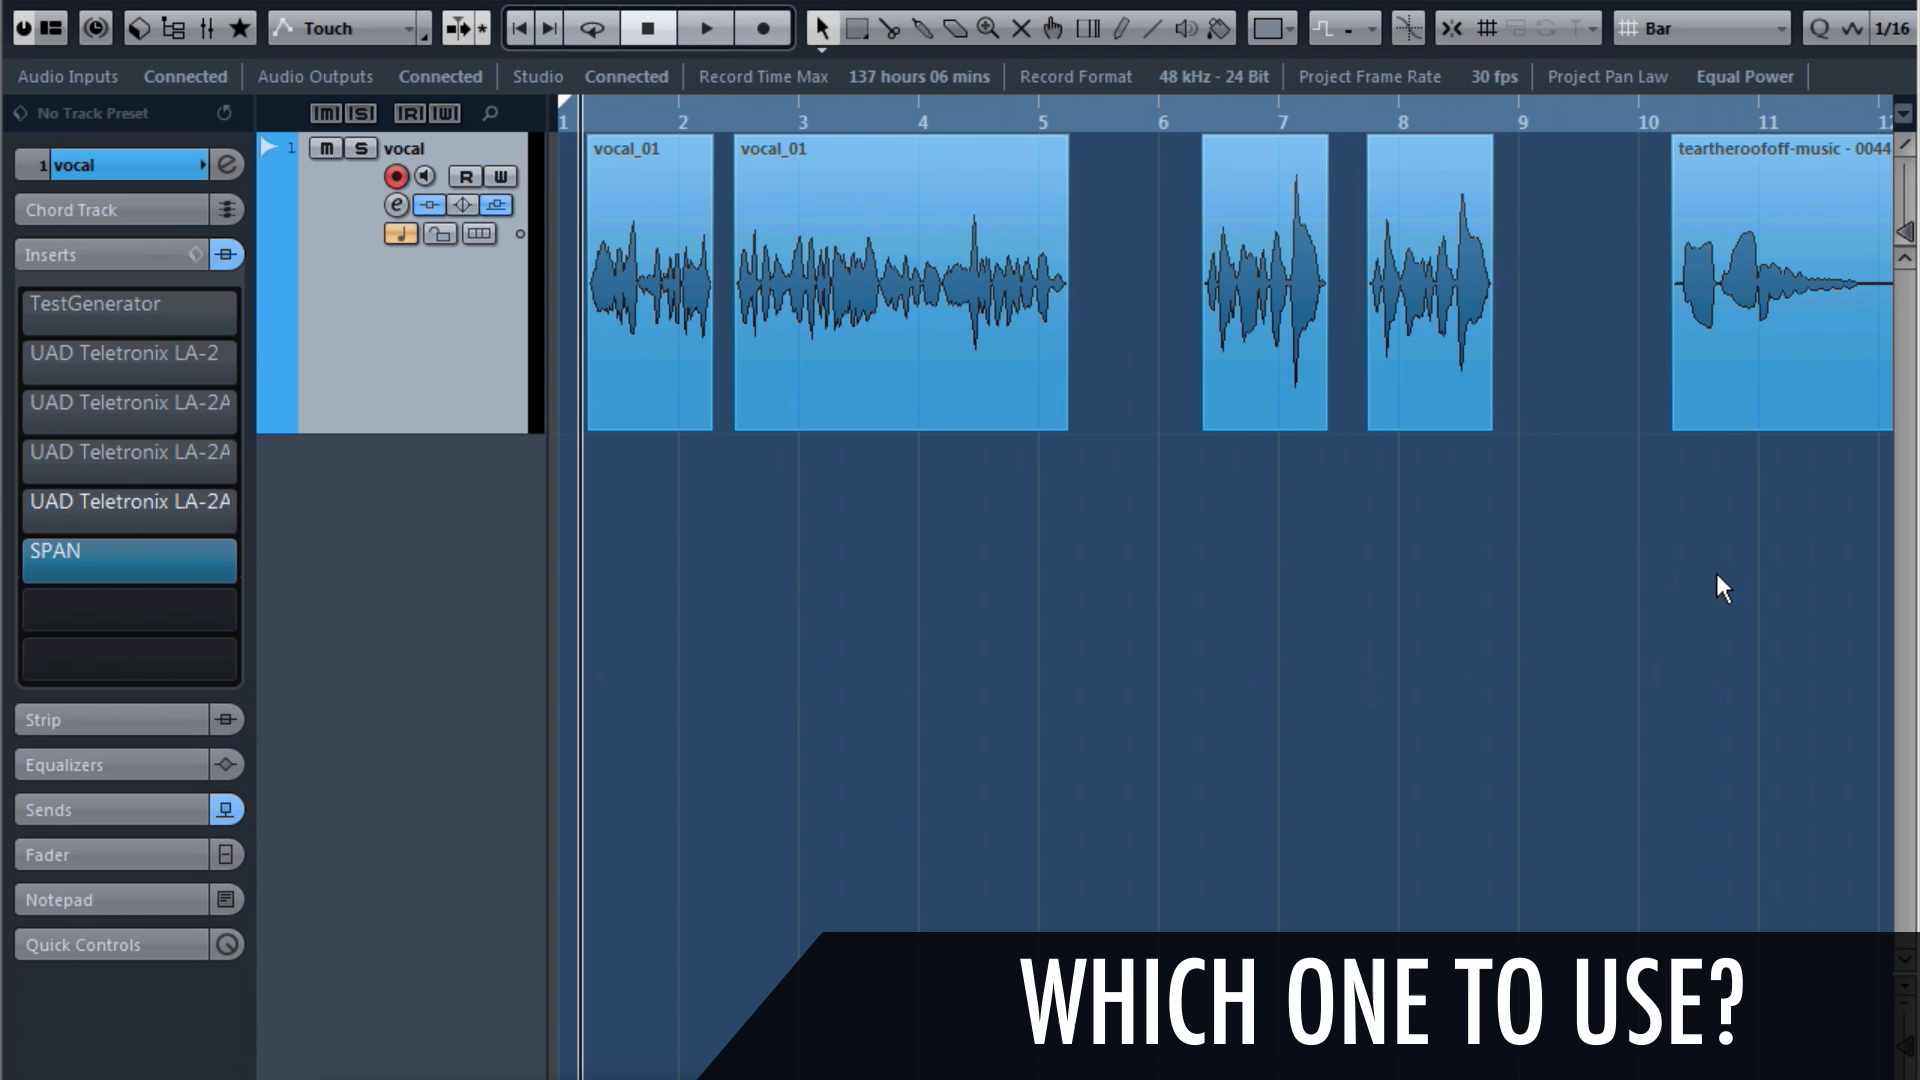 Touch
Bar
1/16
Audio Inputs Connected Audio Outputs Connected Studio Connected Record Time Max 137 hours 06 mins Record Format 48 kHz - 24 Bit Project Frame Rate 30 fps Project Pan Law Equal Power
No Track Preset
M S R W
1 2 3 4 5 6 7 8 9 10 11
1 vocal
1 m S vocal
R W
e
vocal_01
vocal_01
teartheroofoff-music - 0044
Chord Track
Inserts
TestGenerator
UAD Teletronix LA-2
UAD Teletronix LA-2A
UAD Teletronix LA-2A
UAD Teletronix LA-2A
SPAN
Strip
Equalizers
Sends
Fader
Notepad
Quick Controls
WHICH ONE TO USE?